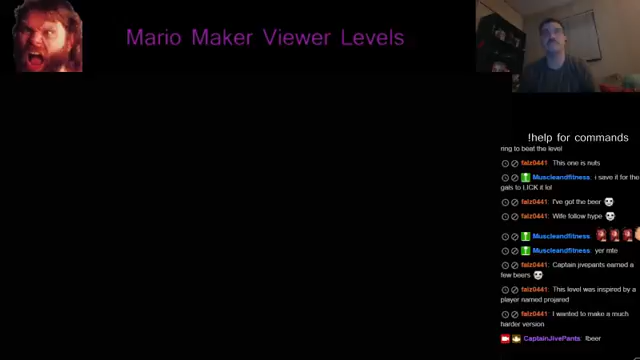 Mario Maker Viewer Levels
!help for commands
ring to beat the level
falz0441: This one is nuts
Muscleandfitness: i save it for the
gals to LICK it lol
falz0441: I've got the beer
falz0441: Wife follow hype
Muscleandfitness:
Muscleandfitness: yer mte
falz0441: Captain jivepants earned a
few beers
falz0441: This level was inspired by a
player named projared
falz0441: I wanted to make a much
harder version
CaptainJivePants: !beer